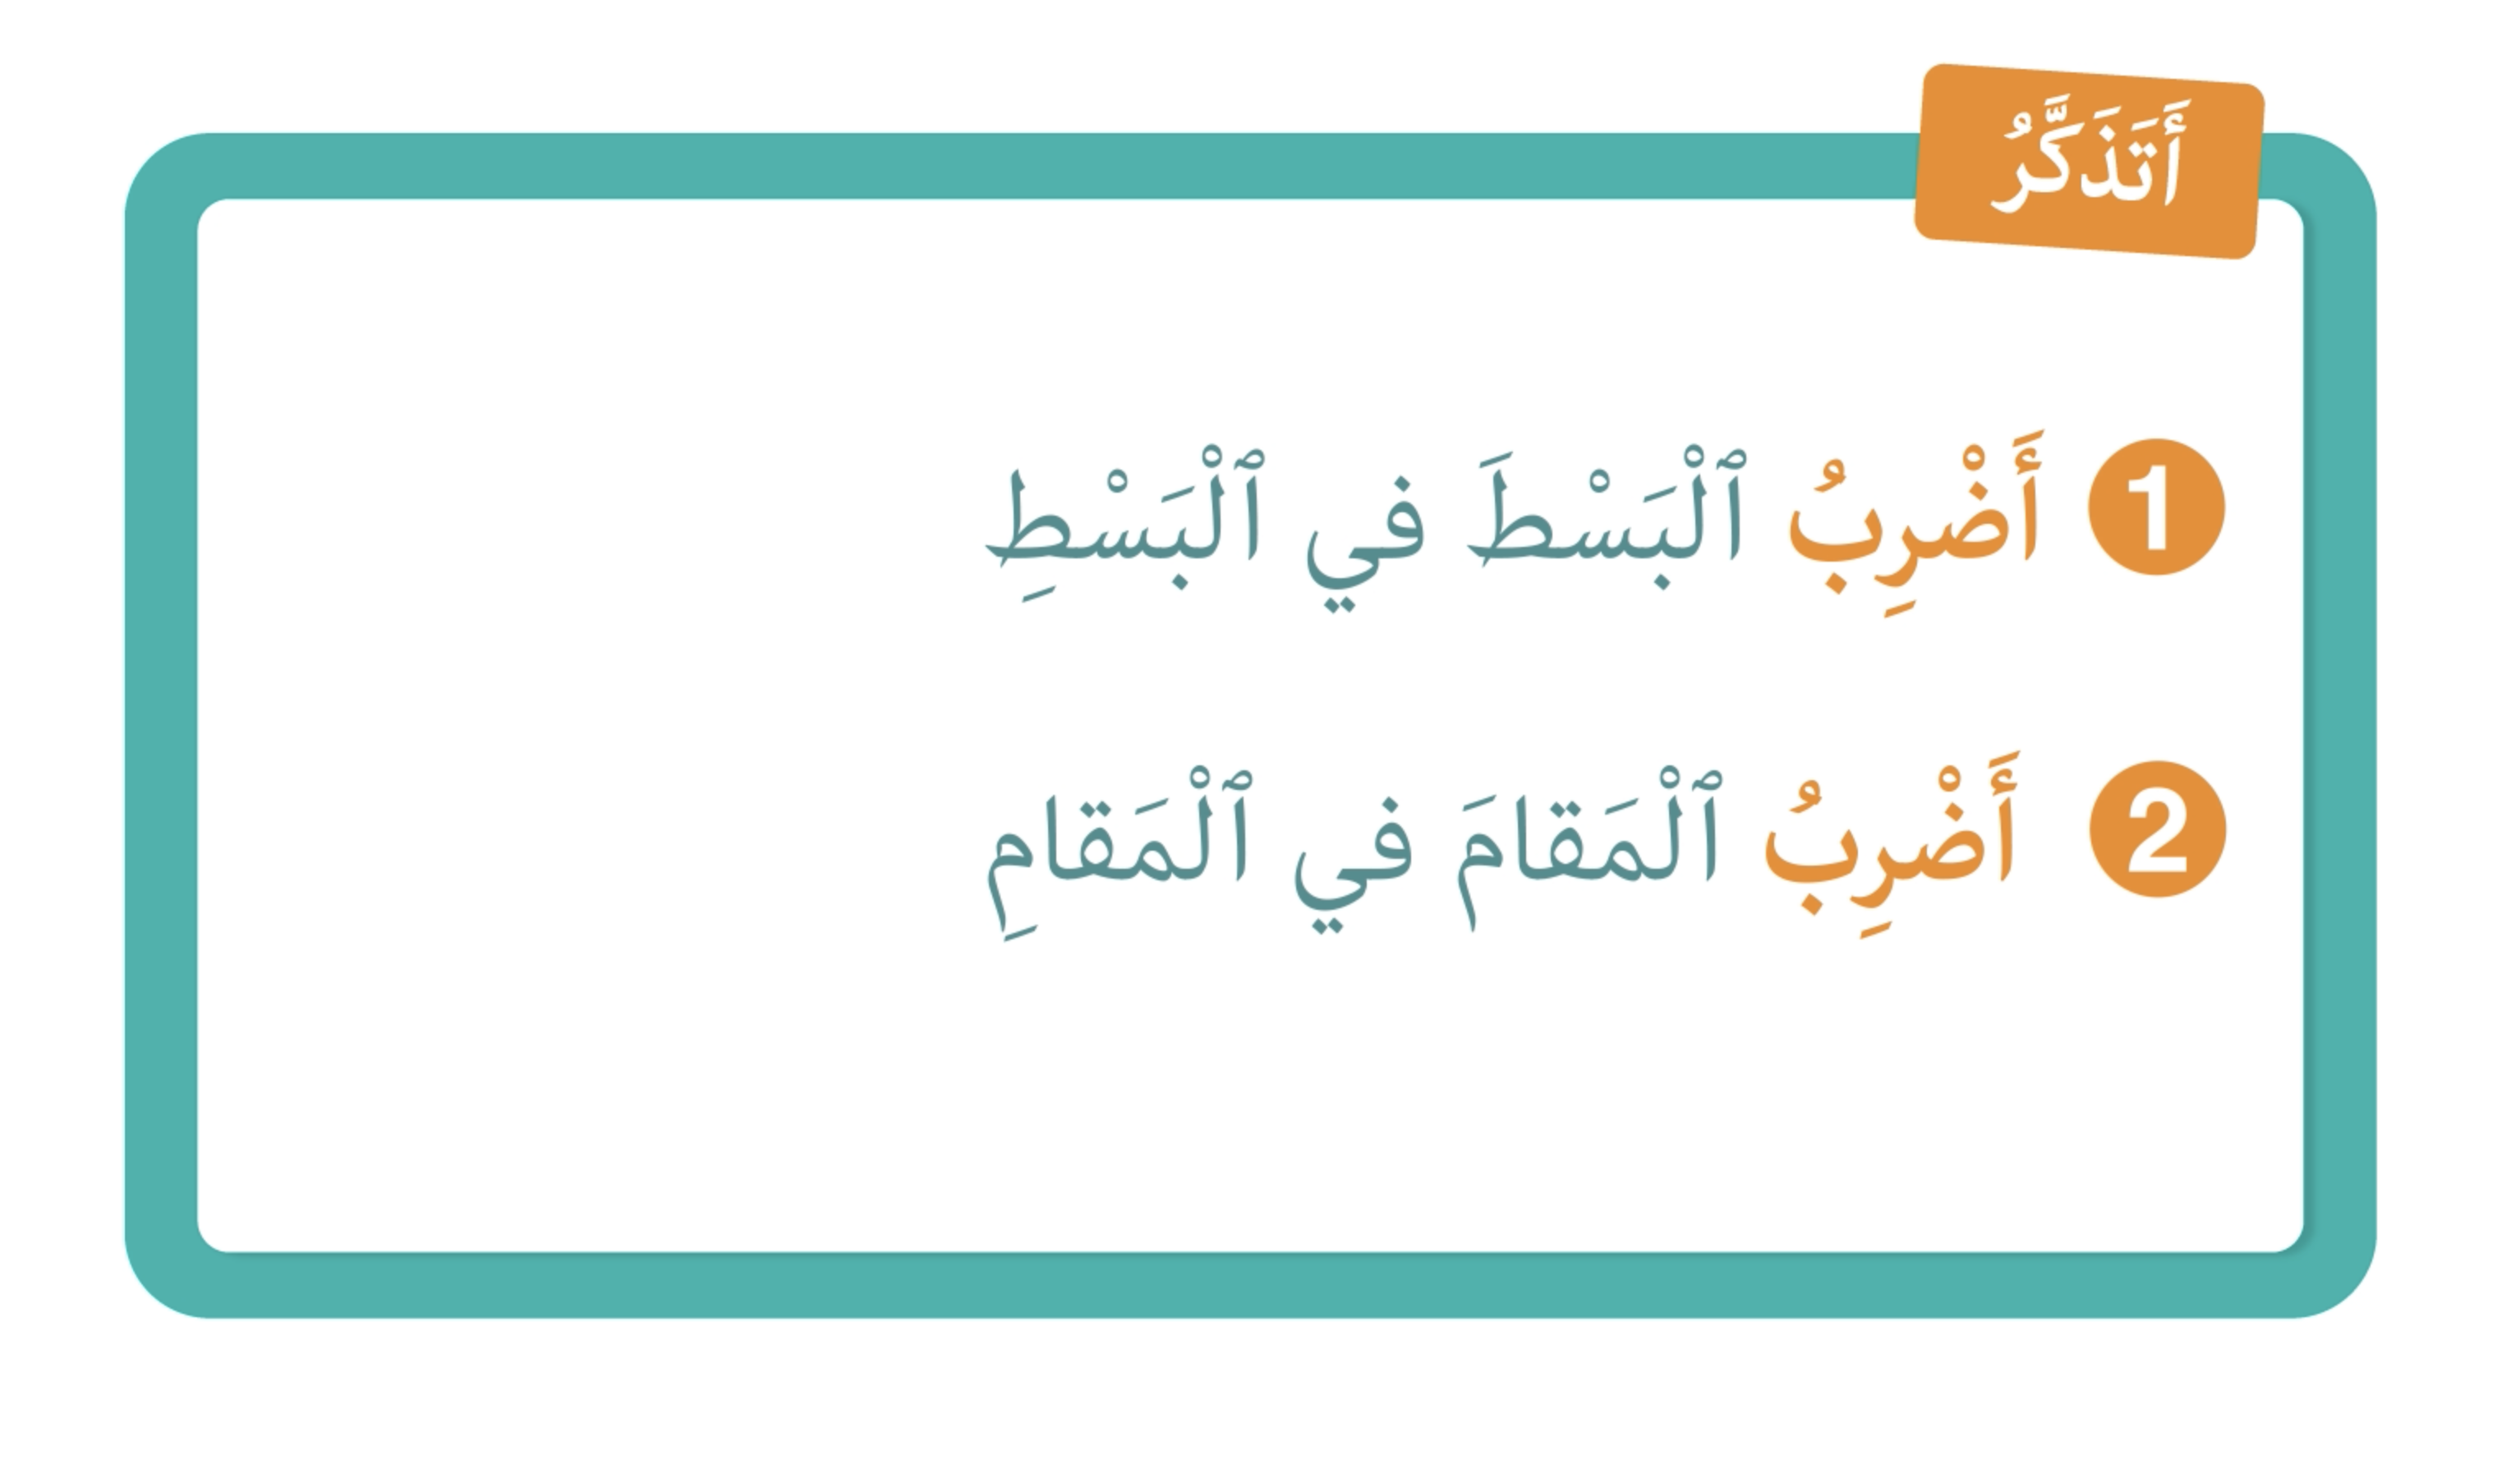 أَتَذَكَّرُ
1 أَضْرِبُ ٱلْبَسْطَ في ٱلْبَسْطِ
2 أَضْرِبُ ٱلْمَقامَ في ٱلْمَقامِ